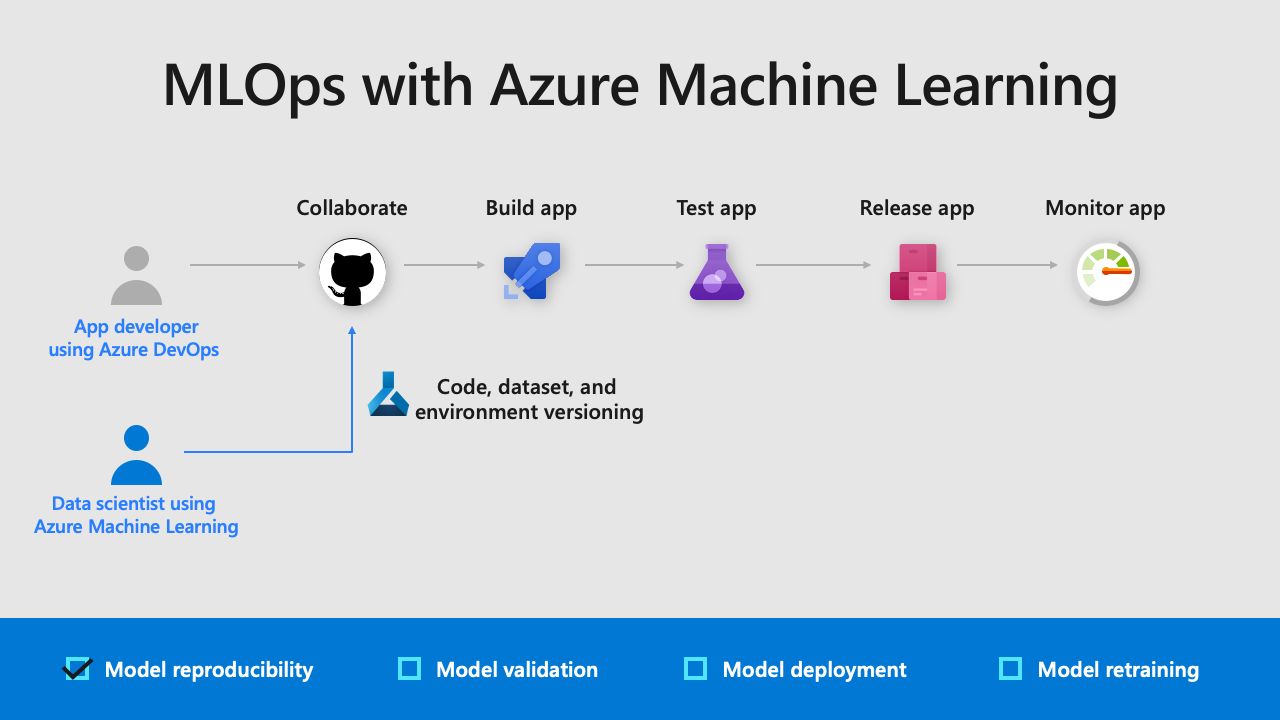 MLOps with Azure Machine Learning
Collaborate
Build app
Test app
Release app
Monitor app
App developer
using Azure DevOps
Code, dataset, and
environment versioning
Data scientist using
Azure Machine Learning
Model reproducibility
Model validation
Model deployment
Model retraining